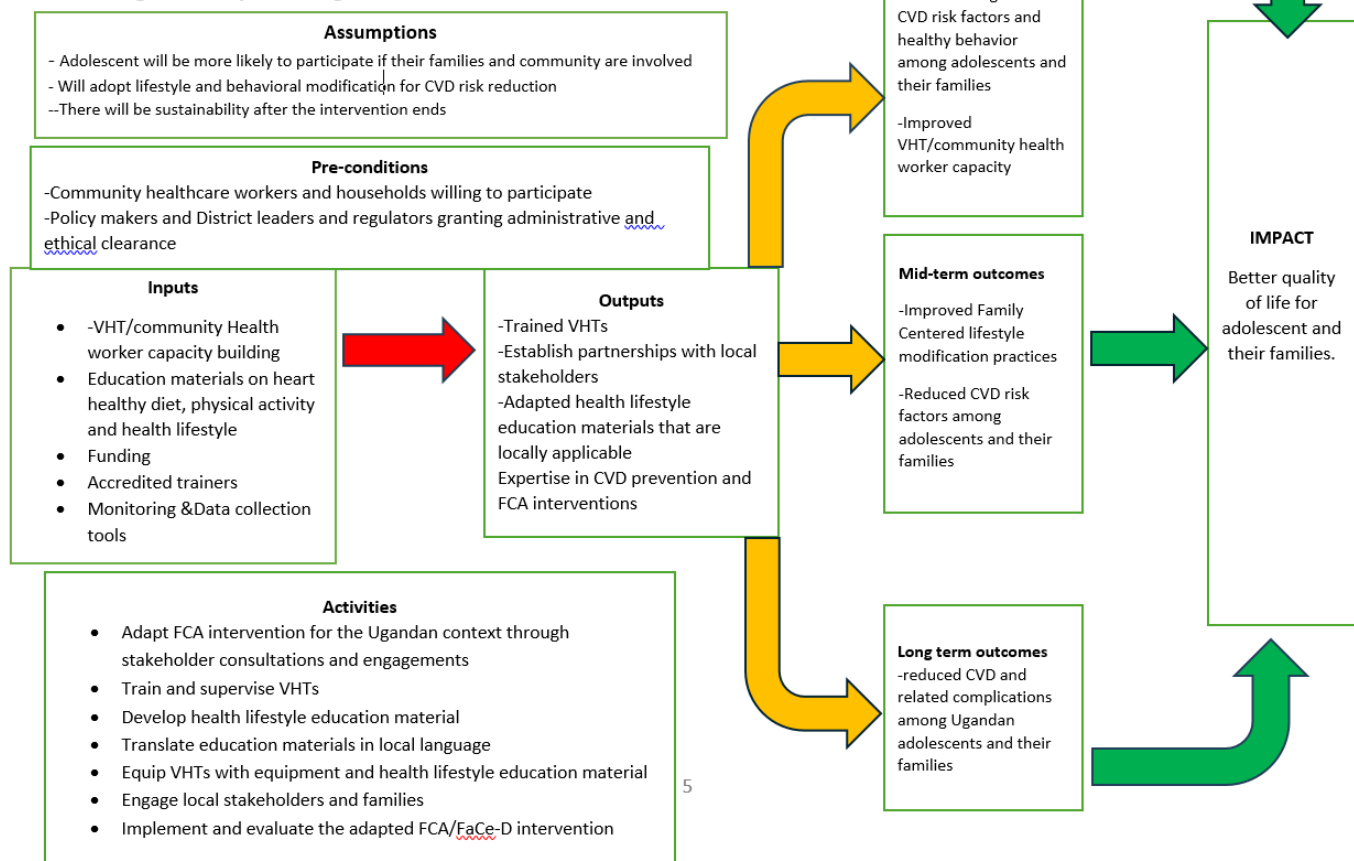 Assumptions
- Adolescent will be more likely to participate if their families and community are involved
- Will adopt lifestyle and behavioral modification for CVD risk reduction
--There will be sustainability after the intervention ends
Pre-conditions
-Community healthcare workers and households willing to participate
-Policy makers and District leaders and regulators granting administrative and
ethical clearance
Inputs
• -VHT/community Health
worker capacity building
• Education materials on heart
healthy diet, physical activity
and health lifestyle
• Funding
• Accredited trainers
• Monitoring &Data collection
tools
Outputs
-Trained VHTs
-Establish partnerships with local
stakeholders
-Adapted health lifestyle
education materials that are
locally applicable
Expertise in CVD prevention and
FCA interventions
Activities
• Adapt FCA intervention for the Ugandan context through
stakeholder consultations and engagements
• Train and supervise VHTs
• Develop health lifestyle education material
• Translate education materials in local language
• Equip VHTs with equipment and health lifestyle education material
• Engage local stakeholders and families
• Implement and evaluate the adapted FCA/FaCe-D intervention
5
CVD risk factors and
healthy behavior
among adolescents and
their families
-Improved
VHT/community health
worker capacity
Mid-term outcomes
-Improved Family
Centered lifestyle
modification practices
-Reduced CVD risk
factors among
adolescents and their
families
Long term outcomes
-reduced CVD and
related complications
among Ugandan
adolescents and their
families
IMPACT
Better quality
of life for
adolescent and
their families.